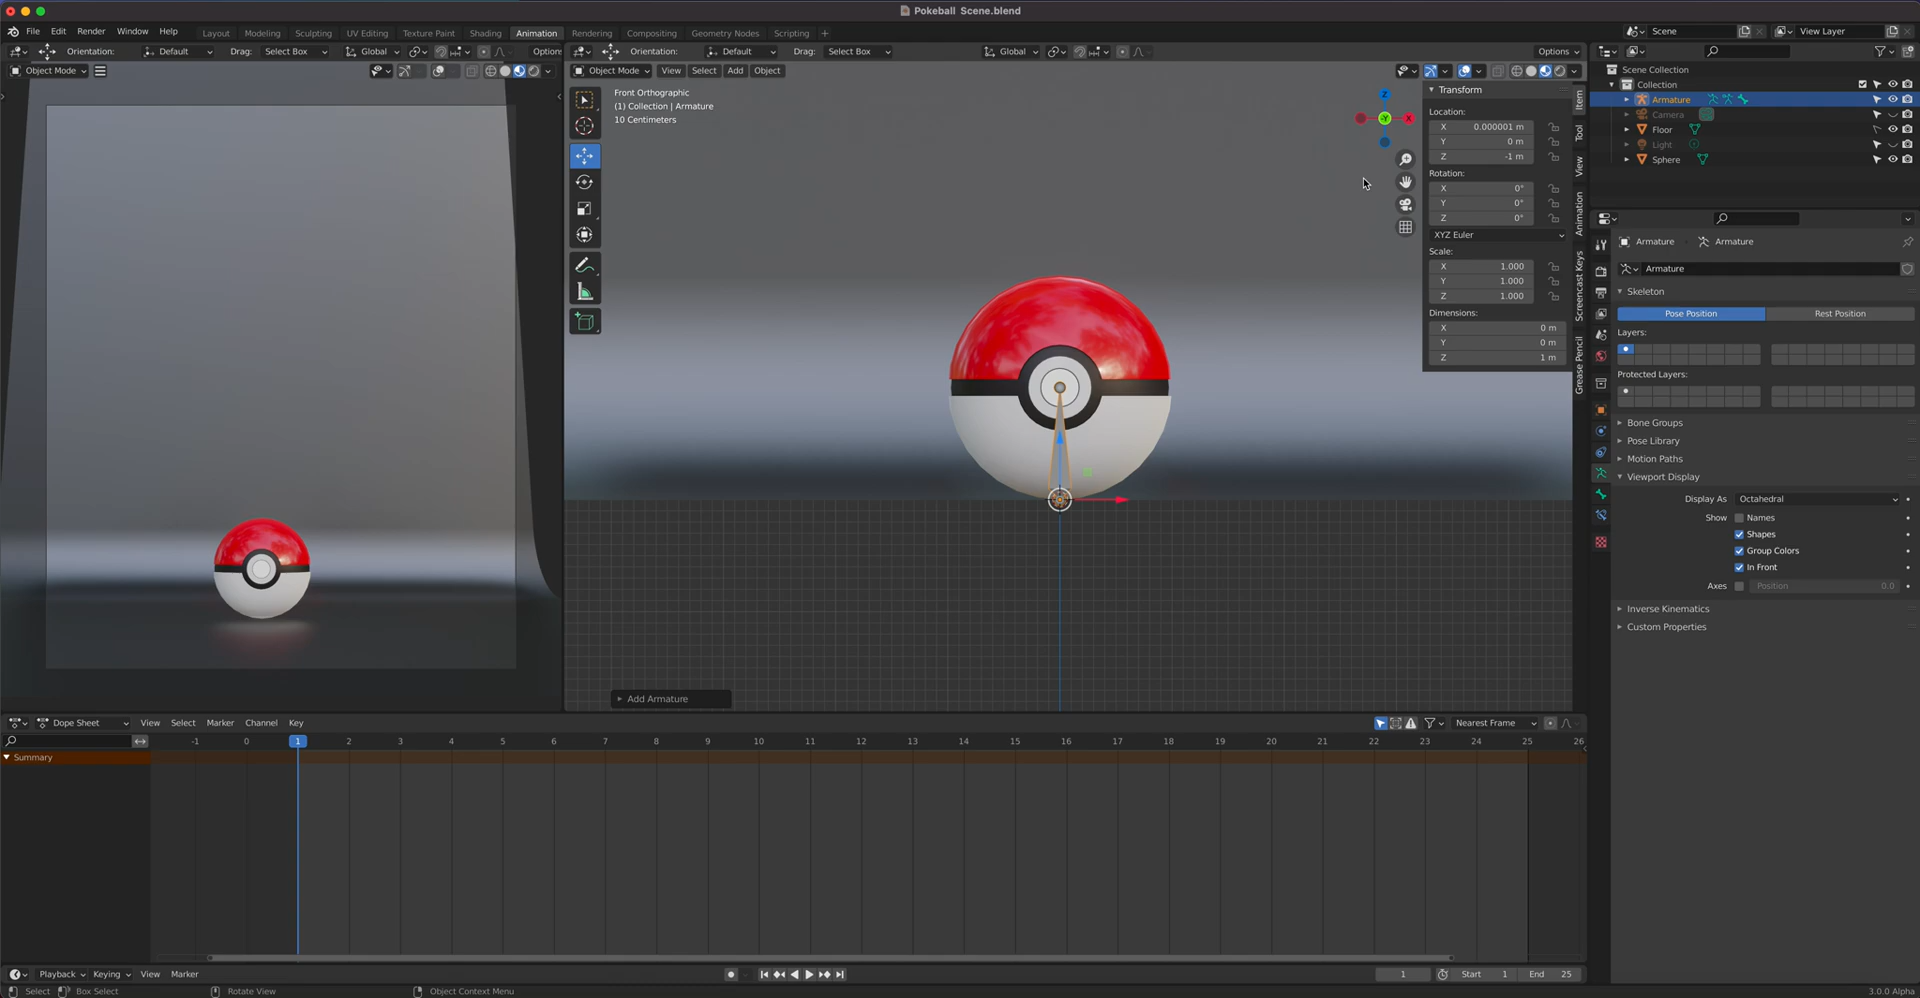 Pokeball Scene.blend
File Edit Render Window Help Layout Modeling Sculpting UV Editing Texture Paint Shading Animation Rendering Compositing Geometry Nodes Scripting + Scene View Layer
Orientation: Default Drag: Select Box Global Options
Orientation: Default Drag: Select Box Global Options
Object Mode
Object Mode View Select Add Object
Front Orthographic
(1) Collection | Armature
10 Centimeters
Z
Y
X
Transform
Location:
X 0.000001 m
Y 0 m
Z -1 m
Rotation:
X 0°
Y 0°
Z 0°
XYZ Euler
Scale:
X 1.000
Y 1.000
Z 1.000
Dimensions:
X 0 m
Y 0 m
Z 1 m
Item
Tool
View
Animation
Screencast Keys
Grease Pencil
Scene Collection
Collection
Armature
Camera
Floor
Light
Sphere
Armature Armature
Armature
Skeleton
Pose Position Rest Position
Layers:
Protected Layers:
Bone Groups
Pose Library
Motion Paths
Viewport Display
Display As Octahedral
Show Names
Shapes
Group Colors
In Front
Axes Position 0.0
Inverse Kinematics
Custom Properties
Add Armature
Dope Sheet View Select Marker Channel Key Nearest Frame
-1 0 1 2 3 4 5 6 7 8 9 10 11 12 13 14 15 16 17 18 19 20 21 22 23 24 25 26
Summary
Playback Keying View Marker 1 Start 1 End 25
Select Box Select Rotate View Object Context Menu 3.0.0 Alpha